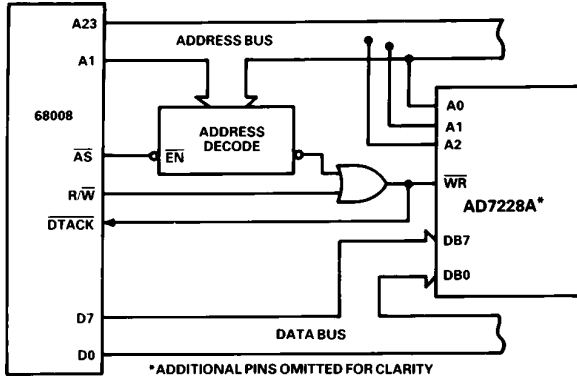 A23
ADDRESS BUS
A1
68008
ADDRESS
DECODE
AS
EN
R/W
DTACK
A0
A1
A2
WR
AD7228A*
DB7
DB0
D7
DATA BUS
D0
*ADDITIONAL PINS OMITTED FOR CLARITY